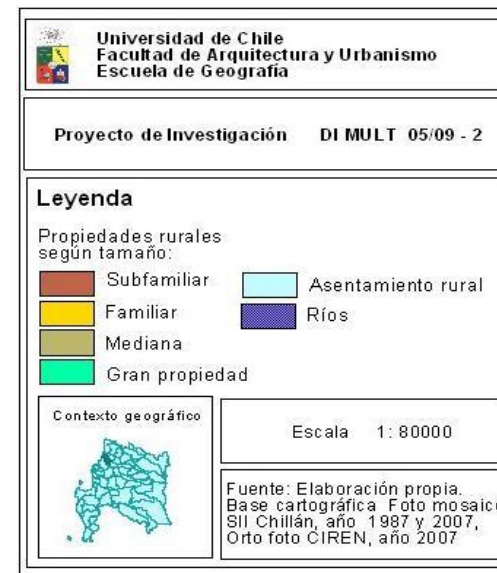 Universidad de Chile
Facultad de Arquitectura y Urbanismo
Escuela de Geografía
Proyecto de Investigación DI MULT 05/09 - 2
Leyenda
Propiedades rurales
según tamaño:
Subfamiliar
Familiar
Mediana
Gran propiedad
Asentamiento rural
Ríos
Contexto geográfico
Escala 1: 80000
Fuente: Elaboración propia.
Base cartográfica Foto mosaico
SII Chillán, año 1987 y 2007,
Orto foto CIREN, año 2007